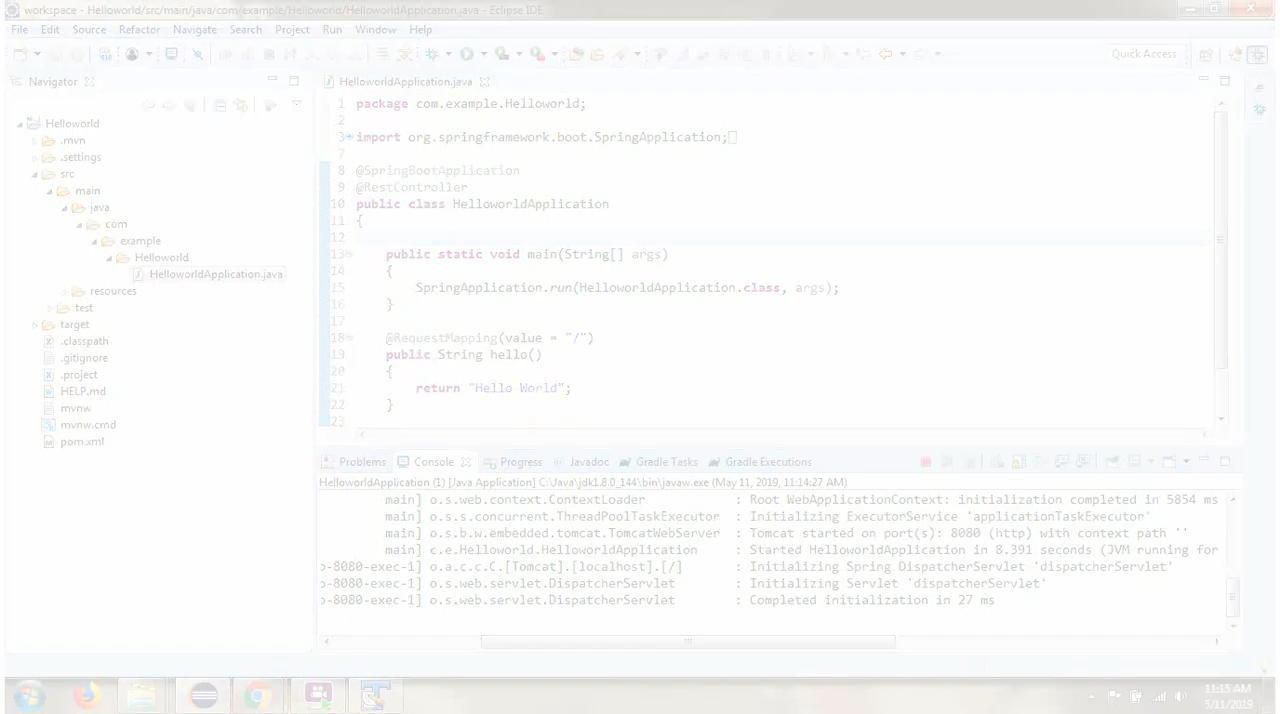 workspace - Helloworld/src/main/java/com/example/Helloworld/HelloworldApplication.java - Eclipse IDE
File Edit Source Refactor Navigate Search Project Run Window Help
Quick Access
Navigator
HelloworldApplication.java
Helloworld
.mvn
.settings
src
main
java
com
example
Helloworld
HelloworldApplication.java
resources
test
target
.classpath
.gitignore
.project
HELP.md
mvnw
mvnw.cmd
pom.xml
1 package com.example.Helloworld;
2
3 import org.springframework.boot.SpringApplication;
7
8 @SpringBootApplication
9 @RestController
10 public class HelloworldApplication
11 {
12
13 public static void main(String[] args)
14 {
15 SpringApplication.run(HelloworldApplication.class, args);
16 }
17
18 @RequestMapping(value = "/")
19 public String hello()
20 {
21 return "Hello World";
22 }
23
Problems Console Progress Javadoc Gradle Tasks Gradle Executions
HelloworldApplication (1) [Java Application] C:\Java\jdk1.8.0_144\bin\javaw.exe (May 11, 2019, 11:14:27 AM)
main] o.s.web.context.ContextLoader : Root WebApplicationContext: initialization completed in 5854 ms
main] o.s.s.concurrent.ThreadPoolTaskExecutor : Initializing ExecutorService 'applicationTaskExecutor'
main] o.s.b.w.embedded.tomcat.TomcatWebServer : Tomcat started on port(s): 8080 (http) with context path ''
main] c.e.Helloworld.HelloworldApplication : Started HelloworldApplication in 8.391 seconds (JVM running for
o-8080-exec-1] o.a.c.c.C.[Tomcat].[localhost].[/] : Initializing Spring DispatcherServlet 'dispatcherServlet'
o-8080-exec-1] o.s.web.servlet.DispatcherServlet : Initializing Servlet 'dispatcherServlet'
o-8080-exec-1] o.s.web.servlet.DispatcherServlet : Completed initialization in 27 ms
11:15 AM
5/11/2019